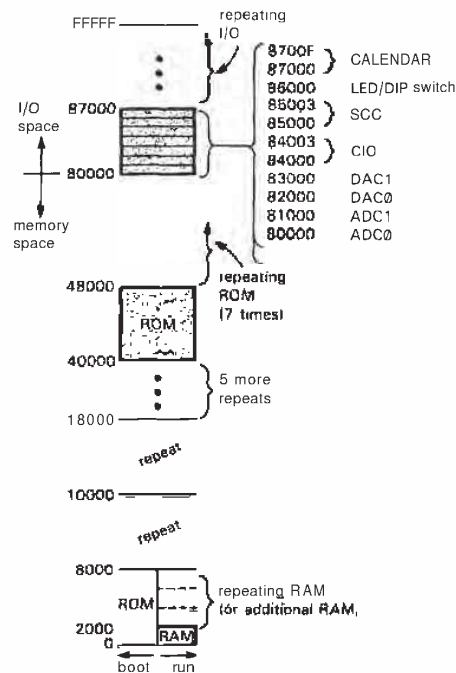 FFFFF
repeating
I/O
8700F
87000
CALENDAR
86000 LED/DIP switch
85003
85000
SCC
84003
84000
CIO
83000 DAC1
82000 DAC0
81000 ADC1
80000 ADC0
87000
I/O
space
80000
memory
space
repeating
ROM
(7 times)
48000
ROM
40000
5 more
repeats
18000
repeat
10000
repeat
8000
ROM
repeating RAM
(or additional RAM,
2000
RAM
0
boot run